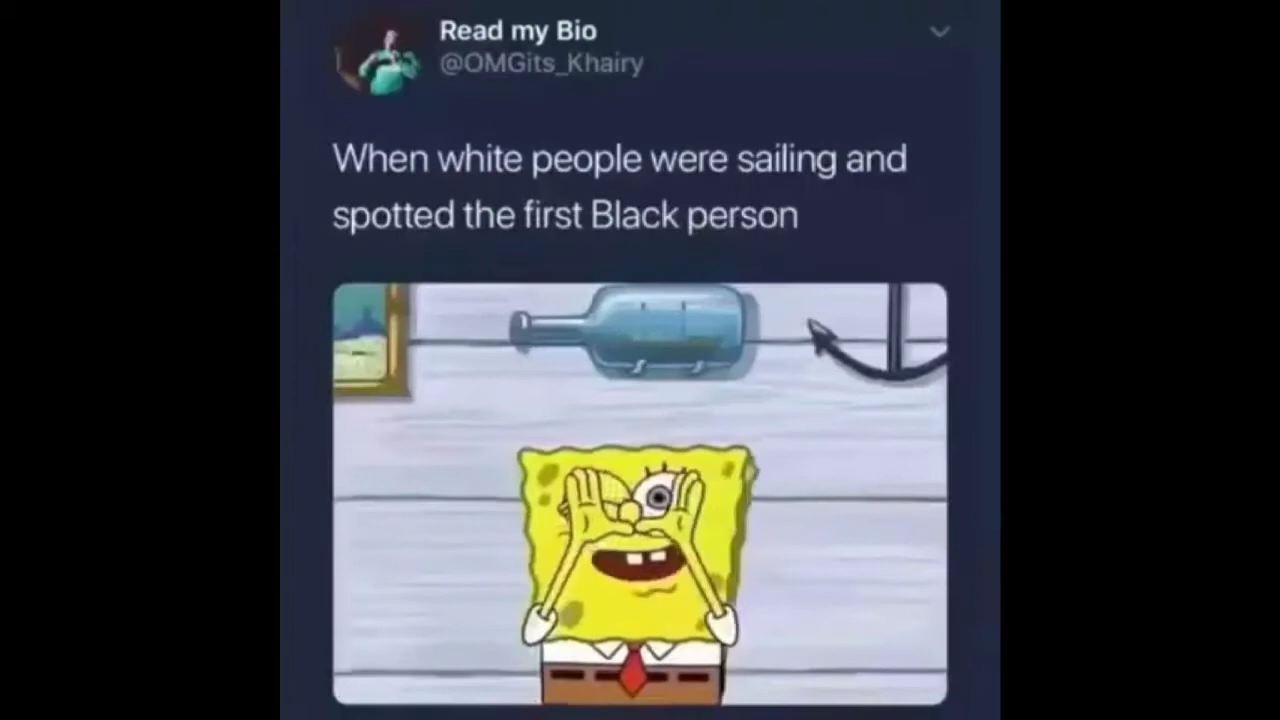 Read my Bio
@OMGits_Khairy
When white people were sailing and
spotted the first Black person